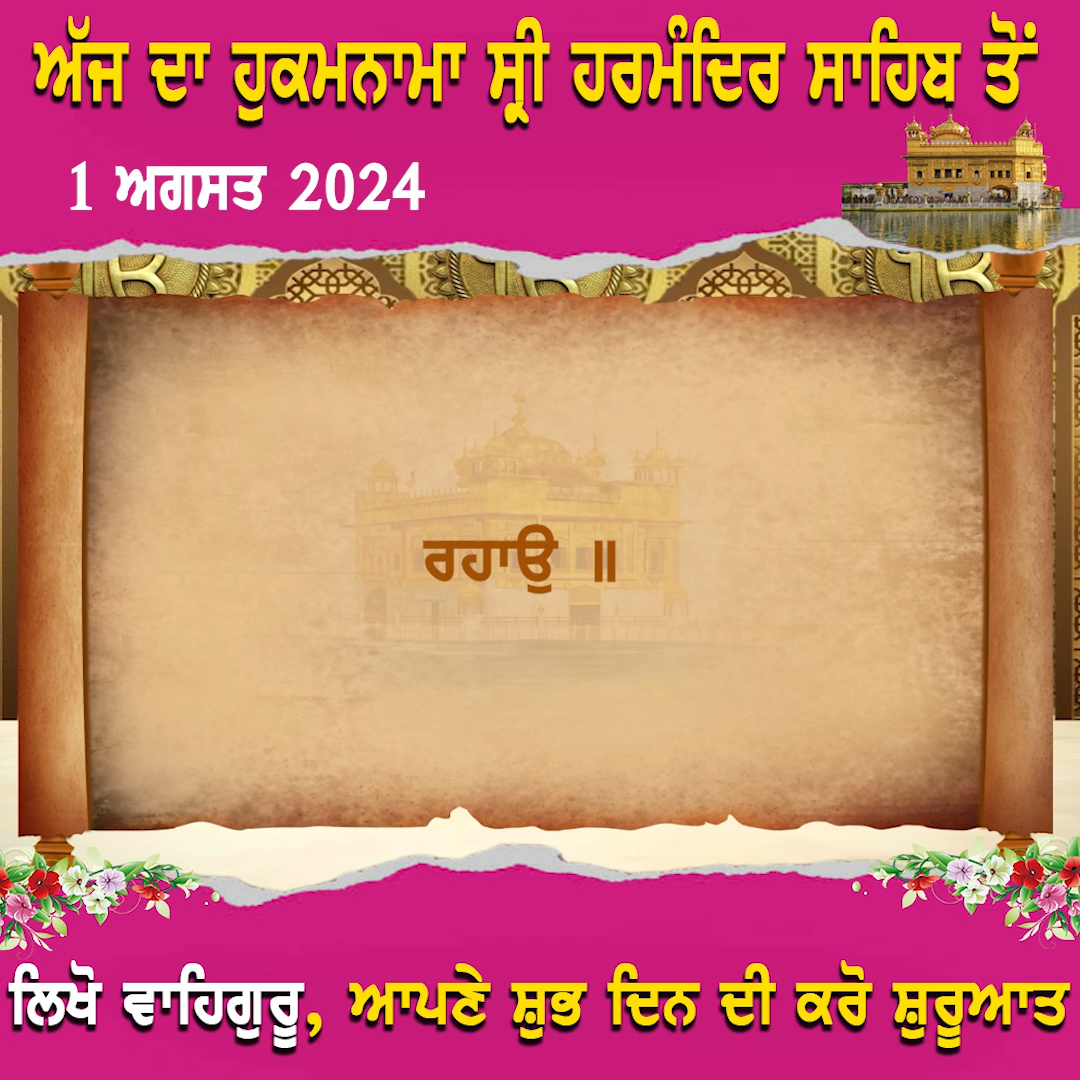 ਅੱਜ ਦਾ ਹੁਕਮਨਾਮਾ ਸ੍ਰੀ ਹਰਮੰਦਿਰ ਸਾਹਿਬ ਤੋਂ
1 ਅਗਸਤ 2024
ਰਹਾਉ ॥
ਲਿਖੋ ਵਾਹਿਗੁਰੂ, ਆਪਣੇ ਸ਼ੁਭ ਦਿਨ ਦੀ ਕਰੋ ਸ਼ੁਰੂਆਤ